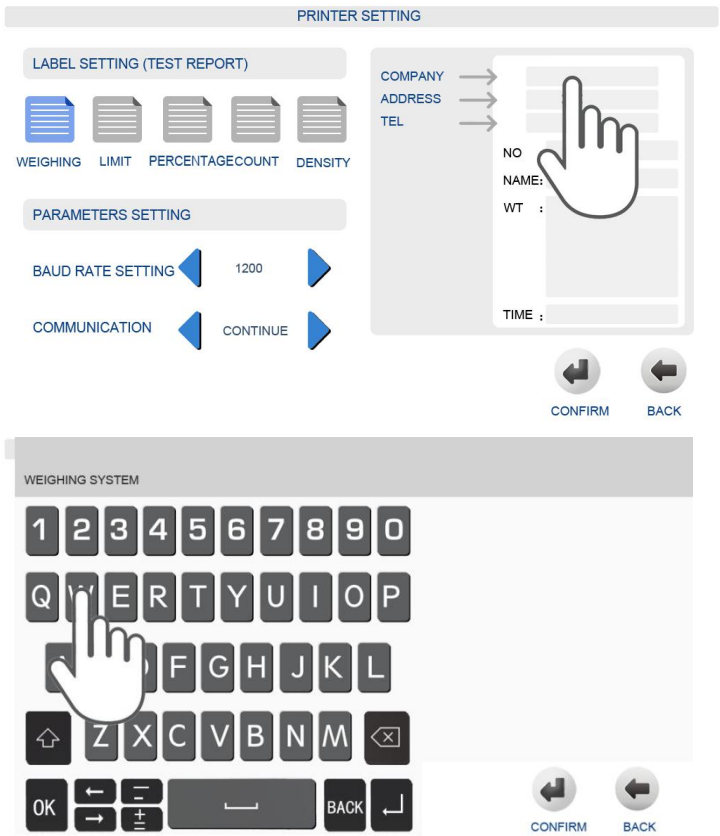 PRINTER SETTING
LABEL SETTING (TEST REPORT)
WEIGHING LIMIT PERCENTAGE COUNT DENSITY
PARAMETERS SETTING
BAUD RATE SETTING 1200
COMMUNICATION CONTINUE
COMPANY
ADDRESS
TEL
NO
NAME:
WT :
TIME :
CONFIRM BACK
WEIGHING SYSTEM
1 2 3 4 5 6 7 8 9 0
Q W E R T Y U I O P
F G H J K L
Z X C V B N M
OK ← − BACK
→ ±
CONFIRM BACK